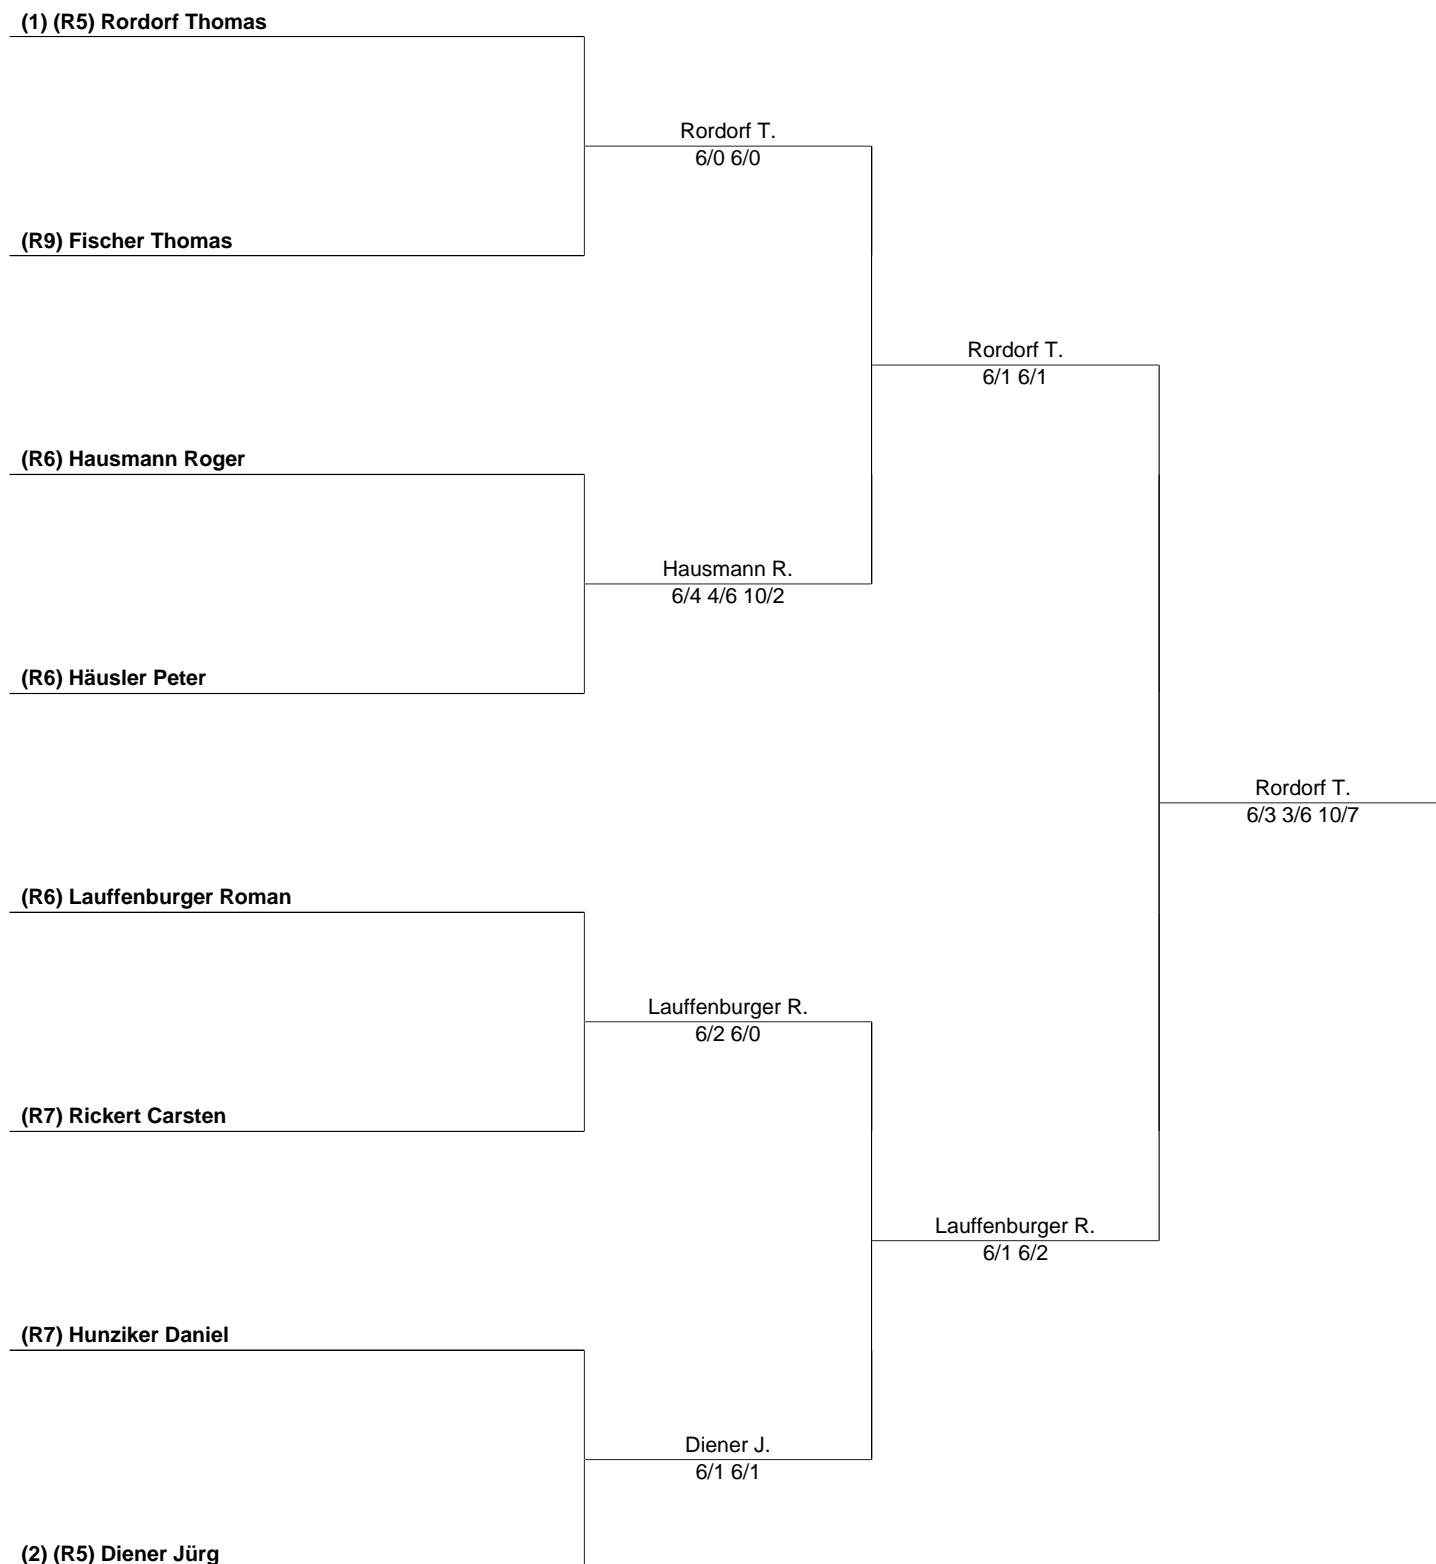 (1) (R5) Rordorf Thomas
Rordorf T.
6/0 6/0
(R9) Fischer Thomas
Rordorf T.
6/1 6/1
(R6) Hausmann Roger
Hausmann R.
6/4 4/6 10/2
(R6) Häusler Peter
Rordorf T.
6/3 3/6 10/7
(R6) Lauffenburger Roman
Lauffenburger R.
6/2 6/0
(R7) Rickert Carsten
Lauffenburger R.
6/1 6/2
(R7) Hunziker Daniel
Diener J.
6/1 6/1
(2) (R5) Diener Jürg